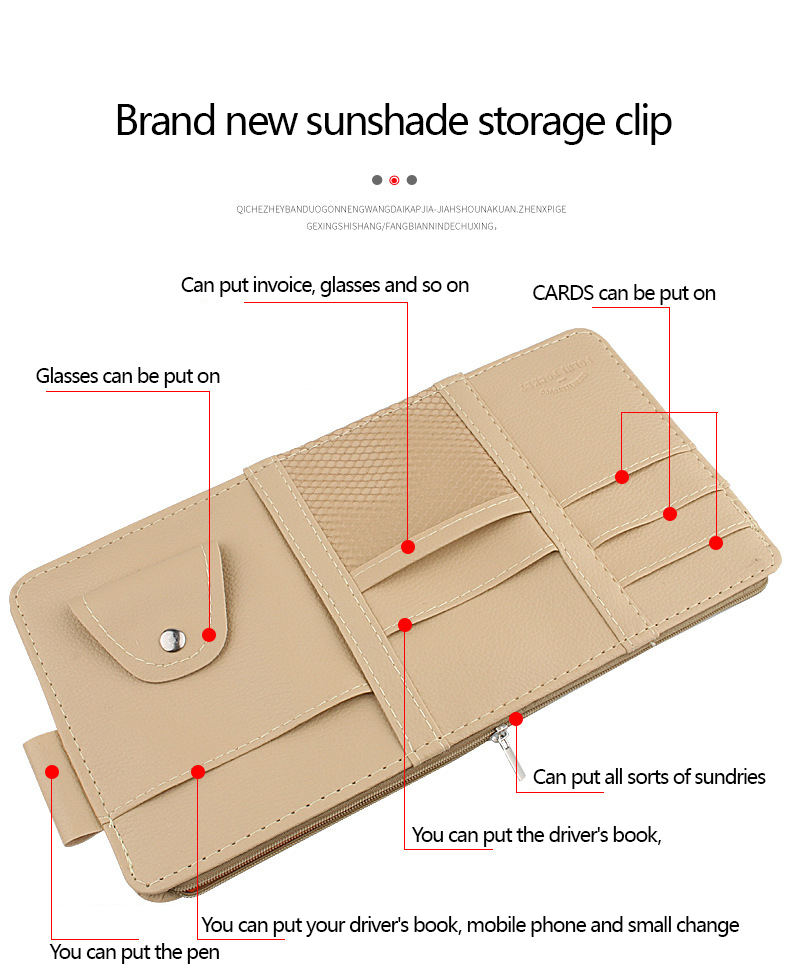 Brand new sunshade storage clip
QICHEZHEYBANDUOGONNENGWANGDAIKAPJIA-JIAHSHOUNAKUAN.ZHENXPIGE
GEXINGSHISHANG/FANGBIANNINDECHUXING,
Can put invoice, glasses and so on
CARDS can be put on
Glasses can be put on
Can put all sorts of sundries
You can put the driver's book,
You can put your driver's book, mobile phone and small change
You can put the pen